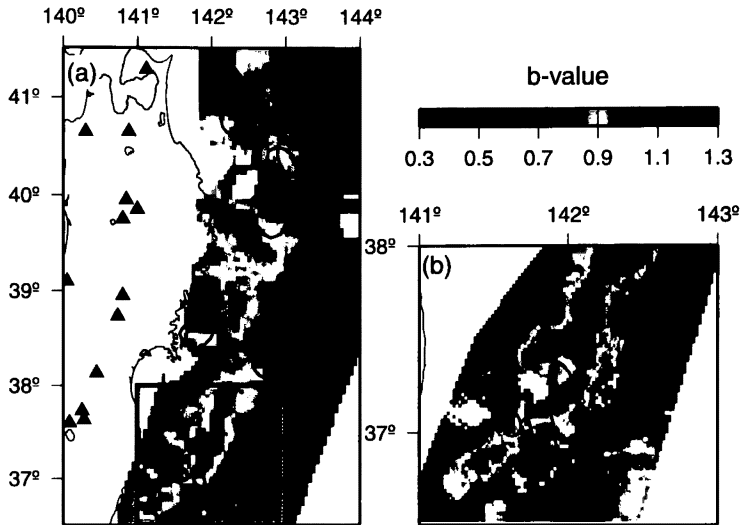 140º 141º 142º 143º 144º
(a)
41º
40º
39º
38º
37º
b-value
0.3 0.5 0.7 0.9 1.1 1.3
141º 142º 143º
38º
(b)
37º